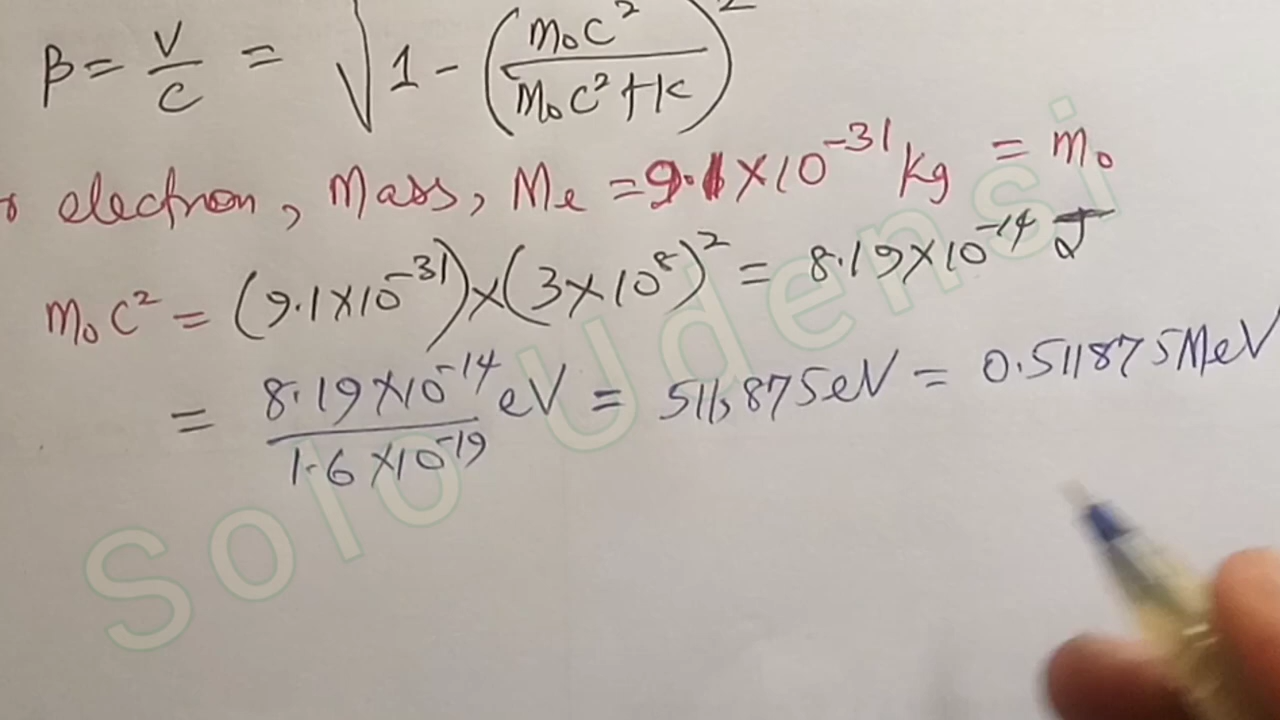 β = V/C = √1 - (m₀c²/m₀c²+K)²
electron, Mass, Me = 9.1×10⁻³¹ kg = m₀
m₀c² = (9.1×10⁻³¹)×(3×10⁸)² = 8.19×10⁻¹⁴ J
= 8.19×10⁻¹⁴/1.6×10⁻¹⁹ eV = 511,875eV = 0.511875MeV
Solo Udensi